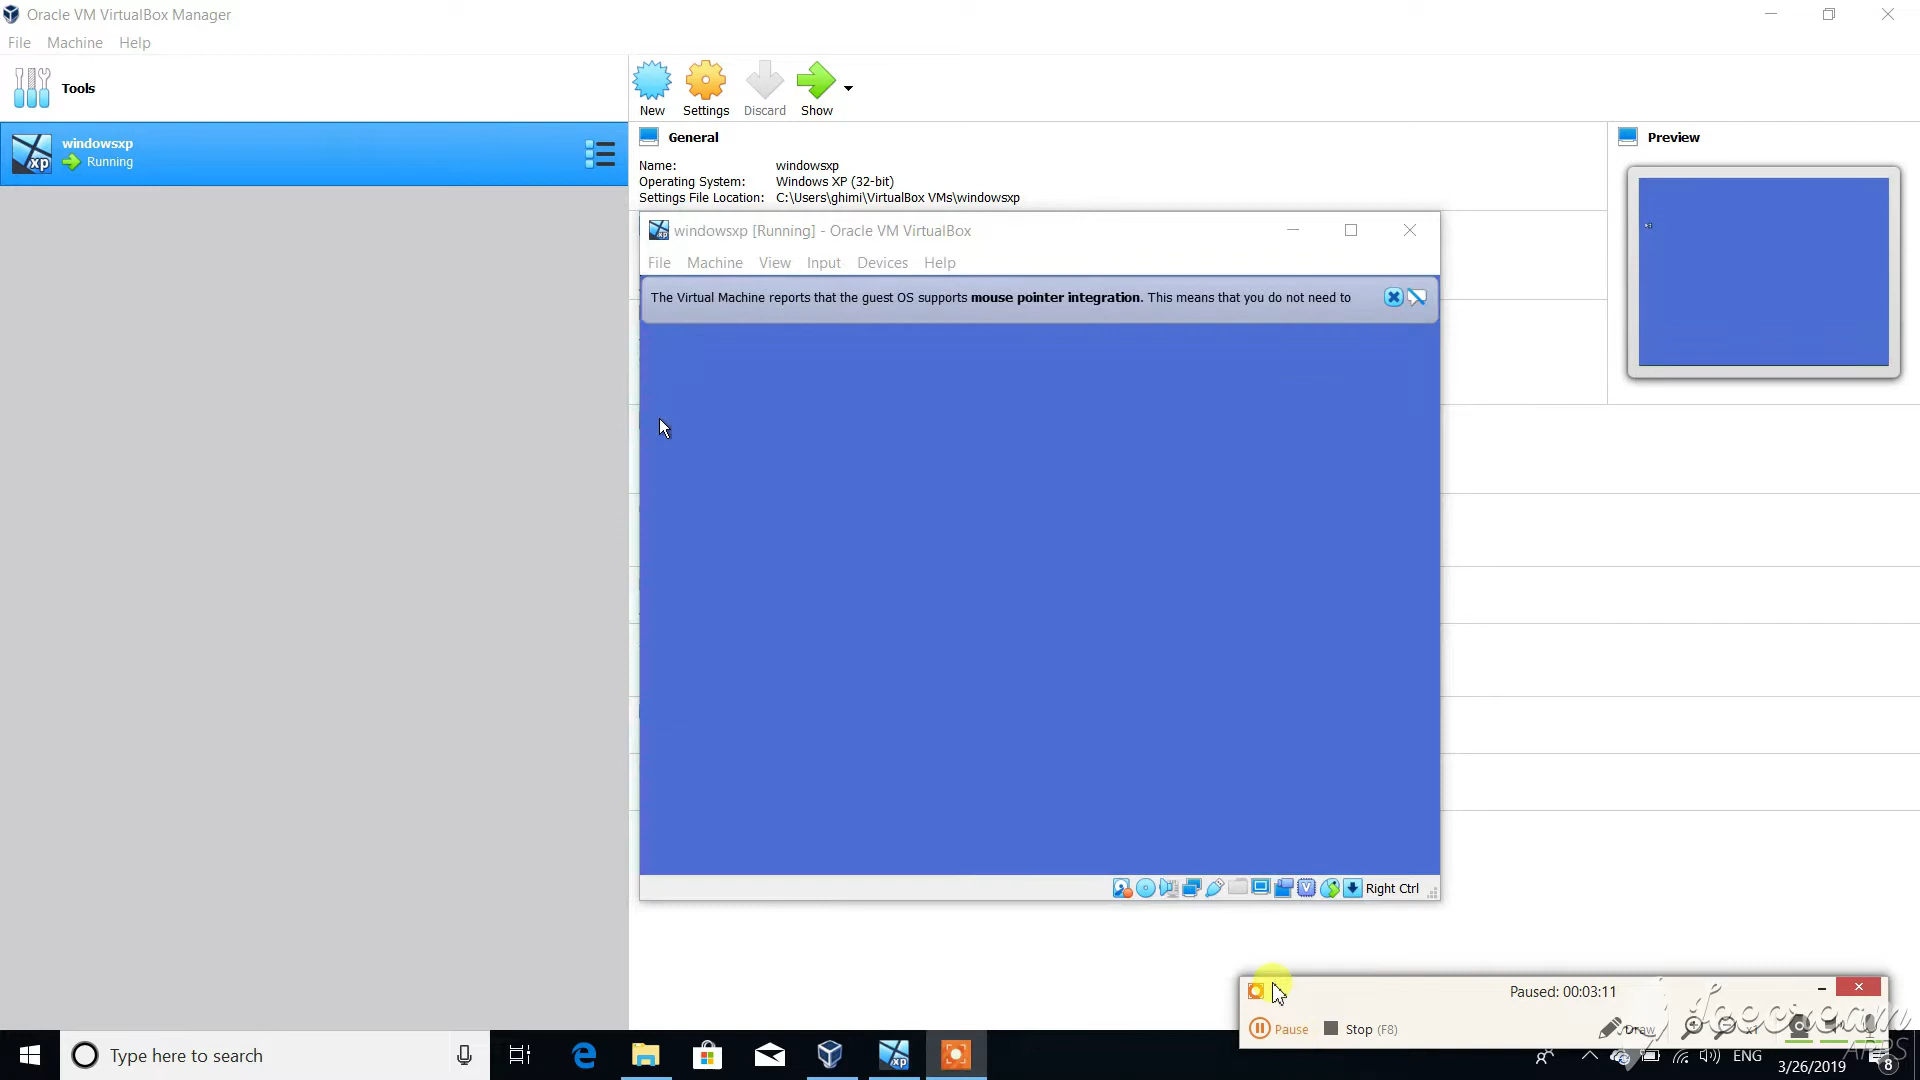 Oracle VM VirtualBox Manager
File Machine Help
Tools
New Settings Discard Show
windowsxp
Running
General
Name: windowsxp
Operating System: Windows XP (32-bit)
Settings File Location: C:\Users\ghimi\VirtualBox VMs\windowsxp
Preview
windowsxp [Running] - Oracle VM VirtualBox
File Machine View Input Devices Help
The Virtual Machine reports that the guest OS supports mouse pointer integration. This means that you do not need to
Right Ctrl
Paused: 00:03:11
Pause Stop (F8) Draw x1
Icecream
APPS
Type here to search
ENG
3/26/2019
8